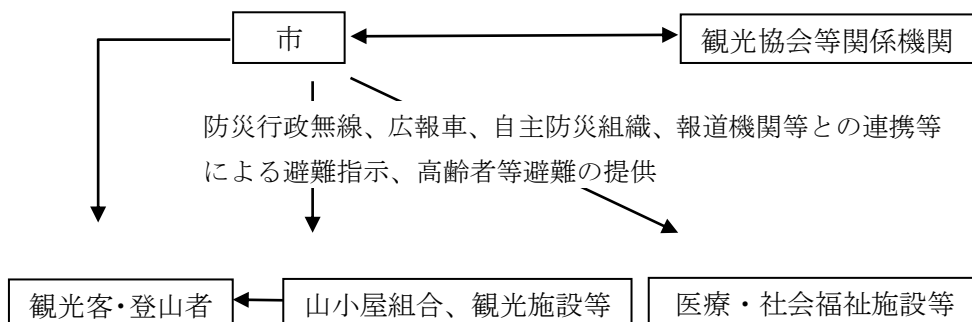 市
観光協会等関係機関
防災行政無線、広報車、自主防災組織、報道機関等との連携等
による避難指示、高齢者等避難の提供
観光客・登山者
山小屋組合、観光施設等
医療・社会福祉施設等